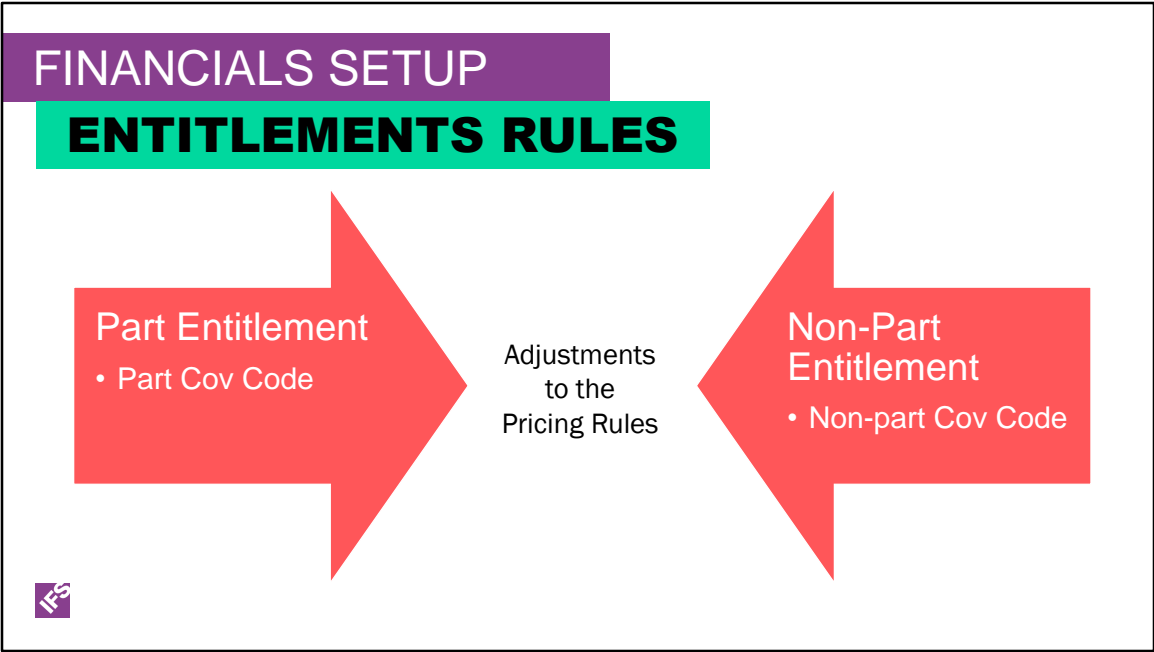 FINANCIALS SETUP
ENTITLEMENTS RULES
Part Entitlement
• Part Cov Code
Adjustments
to the
Pricing Rules
Non-Part
Entitlement
• Non-part Cov Code
IFS